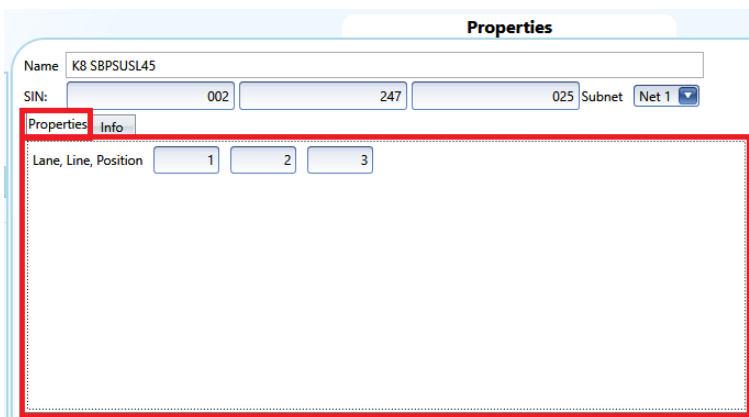 Properties
Name K8 SBPSUSL45
SIN: 002 247 025 Subnet Net 1
Properties Info
Lane, Line, Position 1 2 3